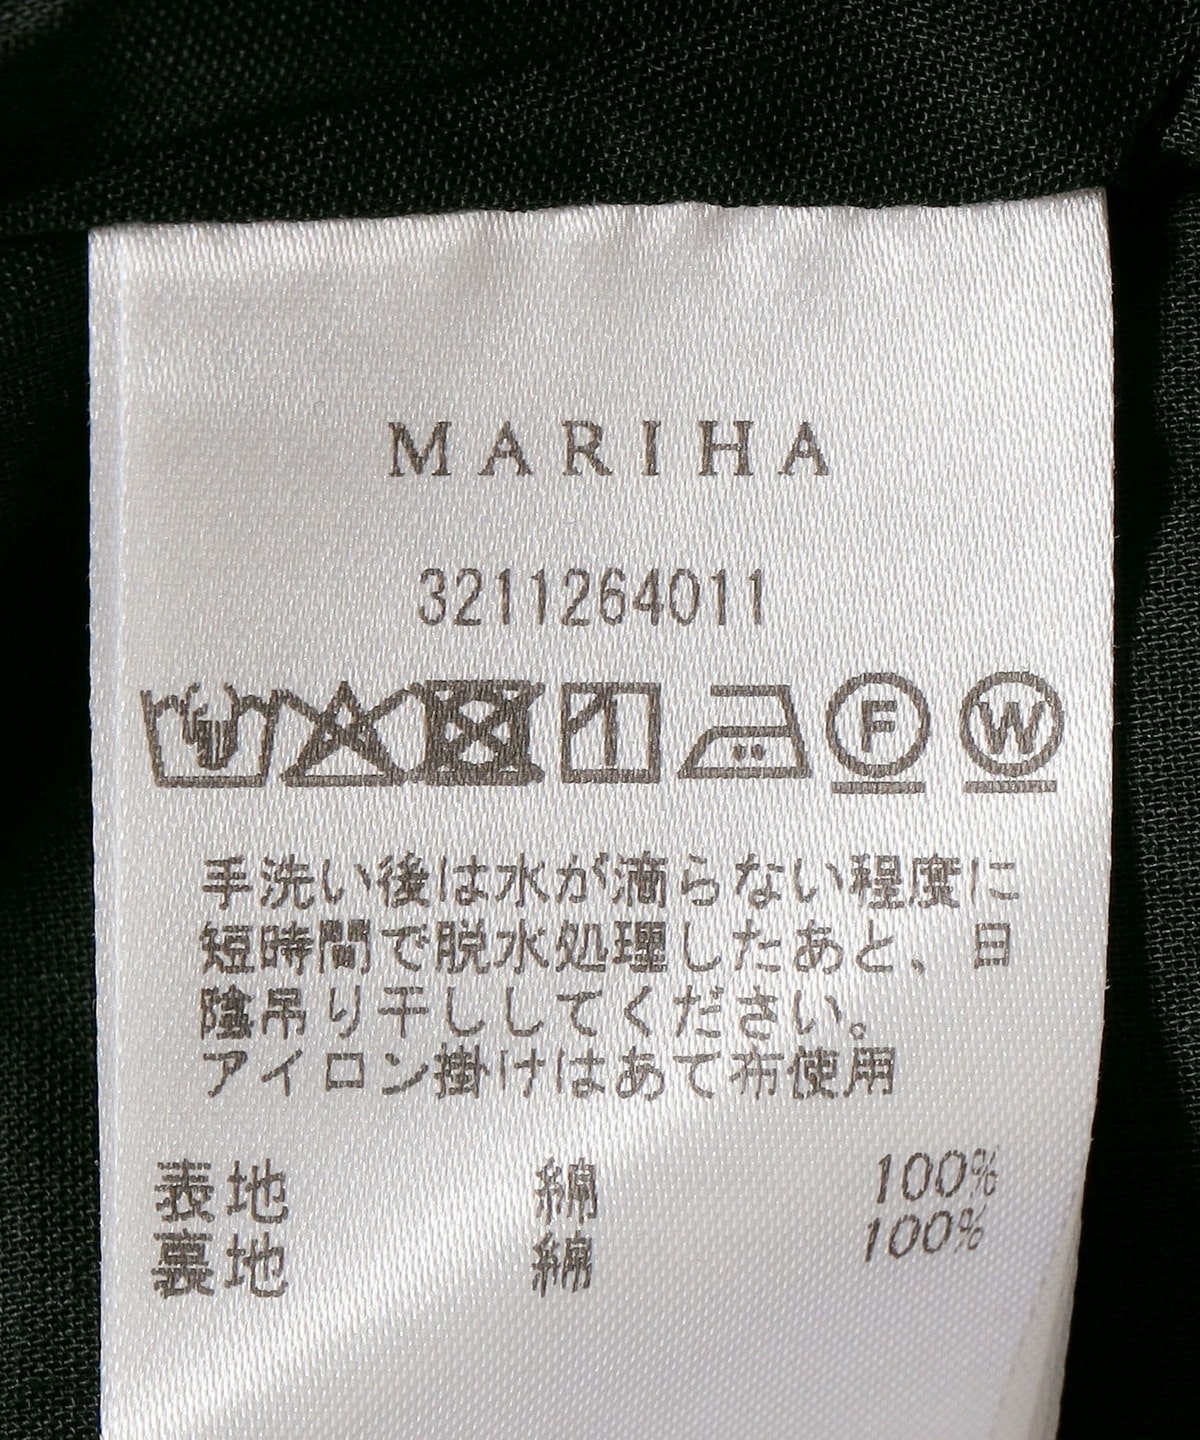 MARIHA
3211264011
F W
手洗い後は水が滴らない程度に
短時間で脱水処理したあと、日
陰吊り干ししてください。
アイロン掛けはあて布使用
表地 綿 100%
裏地 綿 100%